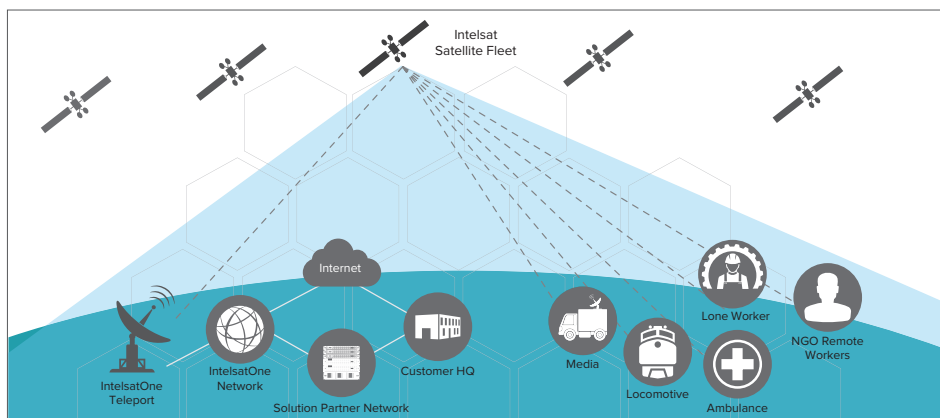 Intelsat
Satellite Fleet
Internet
IntelsatOne
Teleport
IntelsatOne
Network
Solution Partner Network
Customer HQ
Media
Locomotive
Lone Worker
Ambulance
NGO Remote
Workers